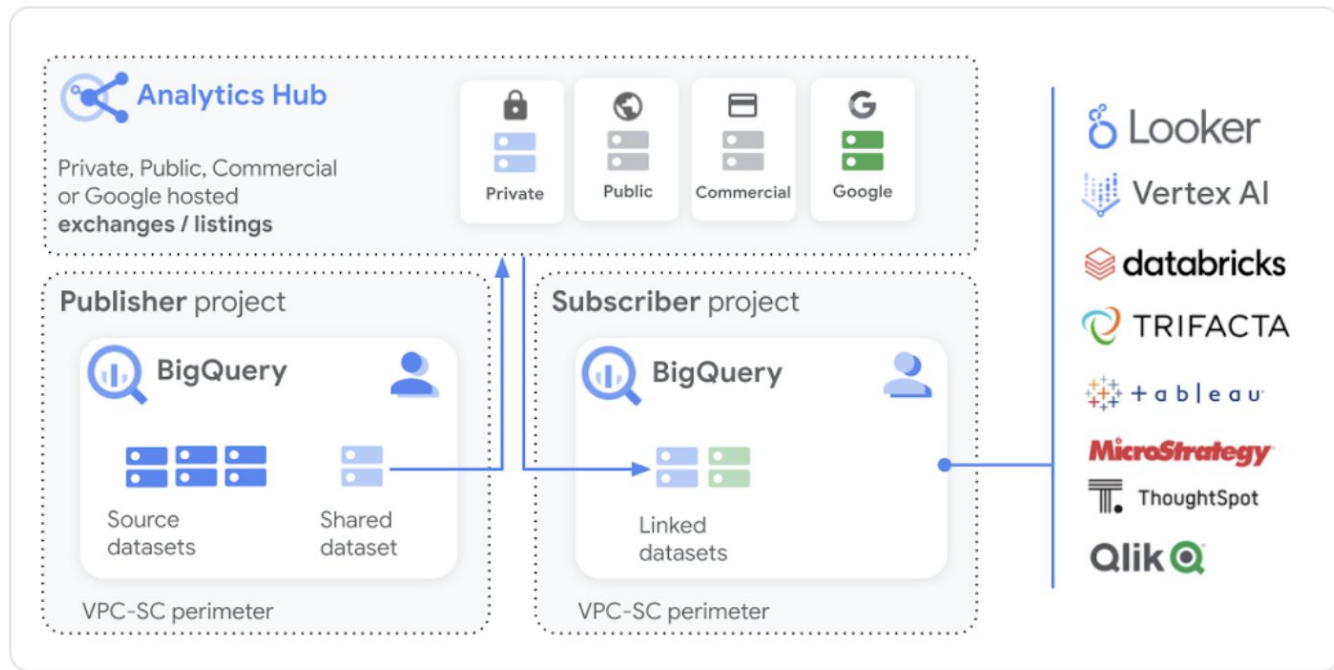 Analytics Hub
Private, Public, Commercial
or Google hosted
exchanges / listings
Private
Public
Commercial
G
Google
Publisher project
BigQuery
Source
datasets
Shared
dataset
VPC-SC perimeter
Subscriber project
BigQuery
Linked
datasets
VPC-SC perimeter
Looker
Vertex AI
databricks
TRIFACTA
+ a b l e a u
MicroStrategy
T.
ThoughtSpot
Qlik